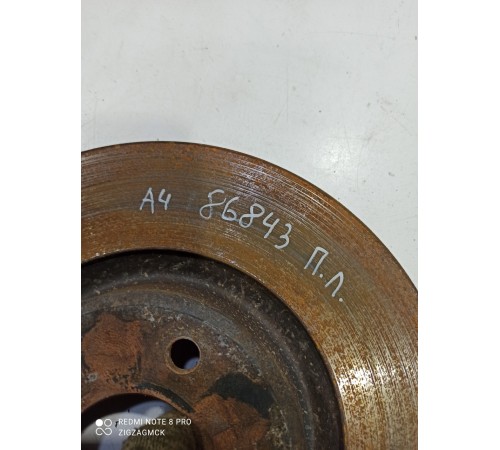 А4 86843 П.Л.
REDMI NOTE 8 PRO
ZIGZAGMCK